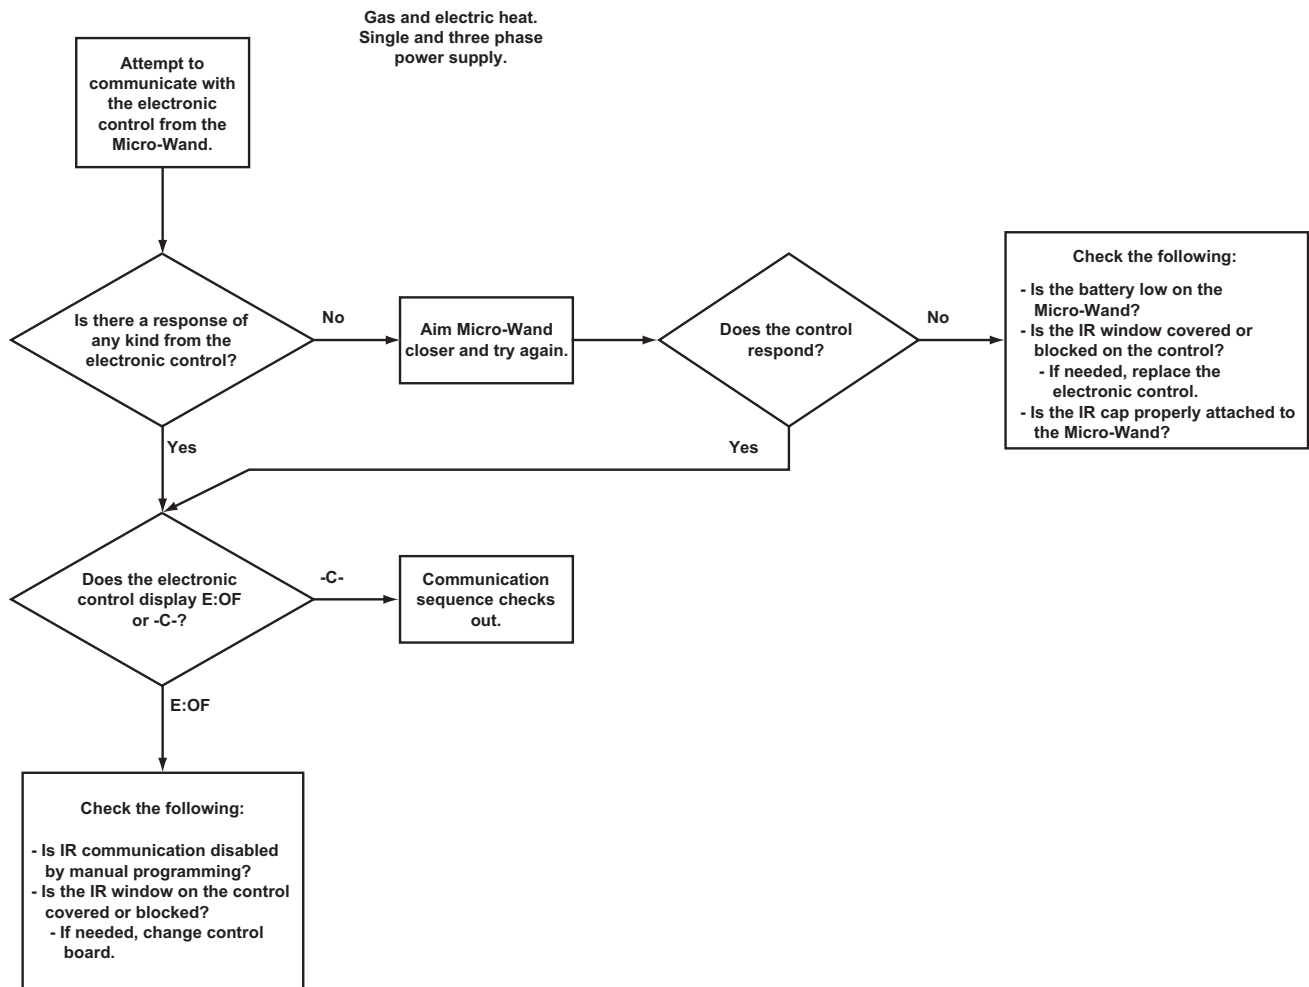 Gas and electric heat.
Single and three phase
power supply.
Attempt to
communicate with
the electronic
control from the
Micro-Wand.
Is there a response of
any kind from the
electronic control?
No
Aim Micro-Wand
closer and try again.
Does the control
respond?
No
Check the following:
- Is the battery low on the
Micro-Wand?
- Is the IR window covered or
blocked on the control?
- If needed, replace the
electronic control.
- Is the IR cap properly attached to
the Micro-Wand?
Yes
Yes
Does the electronic
control display E:OF
or -C-?
-C-
Communication
sequence checks
out.
E:OF
Check the following:
- Is IR communication disabled
by manual programming?
- Is the IR window on the control
covered or blocked?
- If needed, change control
board.